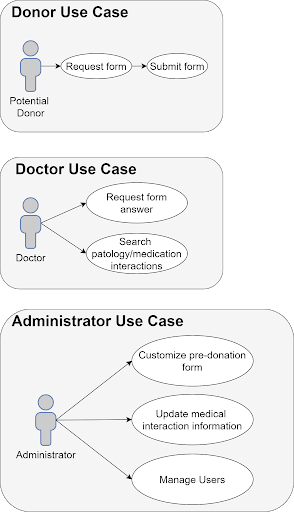 Donor Use Case
Request form
Submit form
Potential
Donor
Doctor Use Case
Request form
answer
Search
patology/medication
interactions
Doctor
Administrator Use Case
Customize pre-donation
form
Update medical
interaction information
Administrator
Manage Users